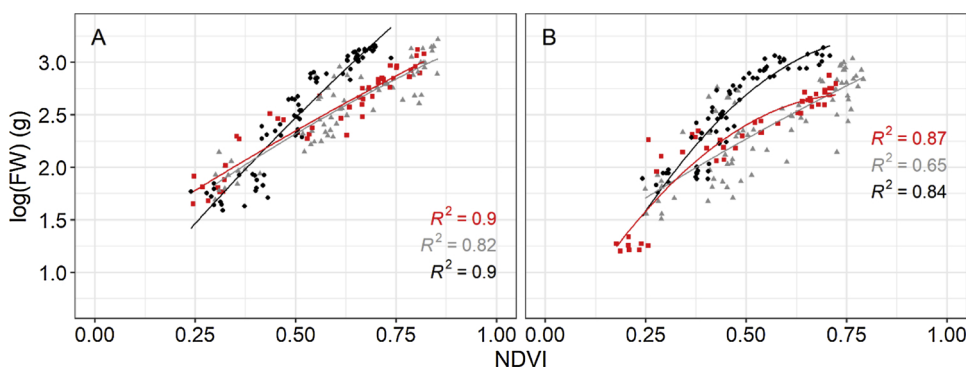 A
B
log(FW) (g)
3.0
2.5
2.0
1.5
1.0
R² = 0.9
R² = 0.82
R² = 0.9
R² = 0.87
R² = 0.65
R² = 0.84
0.00 0.25 0.50 0.75 1.00 0.00 0.25 0.50 0.75 1.00
NDVI